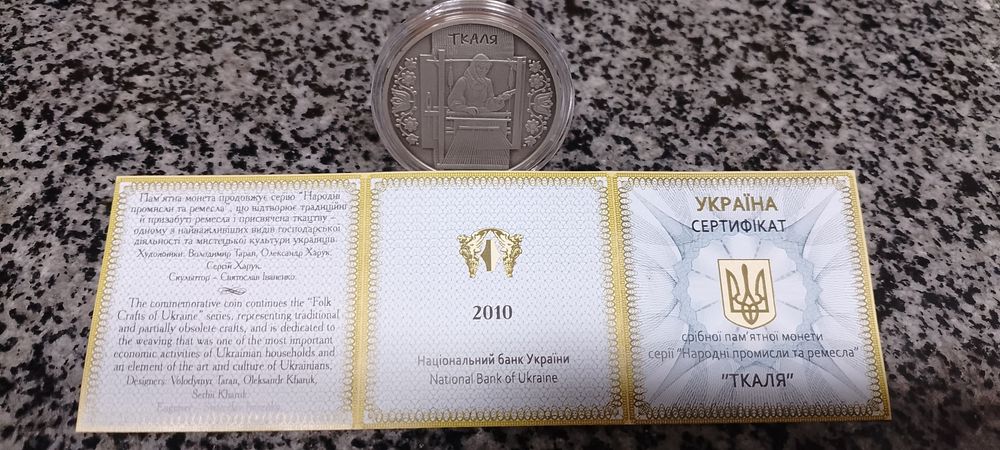 ТКАЛЯ
Пам'ятна монета продовжує серію "Народні
промисли та ремесла", що відтворює традиційні
й призабуті ремесла і присвячена ткацтву –
одному з найважливіших видів господарської
діяльності та мистецької культури українців.
Художники: Володимир Таран, Олександр Харук,
Сергій Харук.
Скульптор – Святослав Іваненко.
The commemorative coin continues the "Folk
Crafts of Ukraine" series, representing traditional
and partially obsolete crafts, and is dedicated to
the weaving that was one of the most important
economic activities of Ukrainian households and
an element of the art and culture of Ukrainians.
Designers: Volodymyr Taran, Oleksandr Kharuk,
Serhii Kharuk.
2010
Національний банк України
National Bank of Ukraine
УКРАЇНА
СЕРТИФІКАТ
срібної пам'ятної монети
серії "Народні промисли та ремесла"
"ТКАЛЯ"